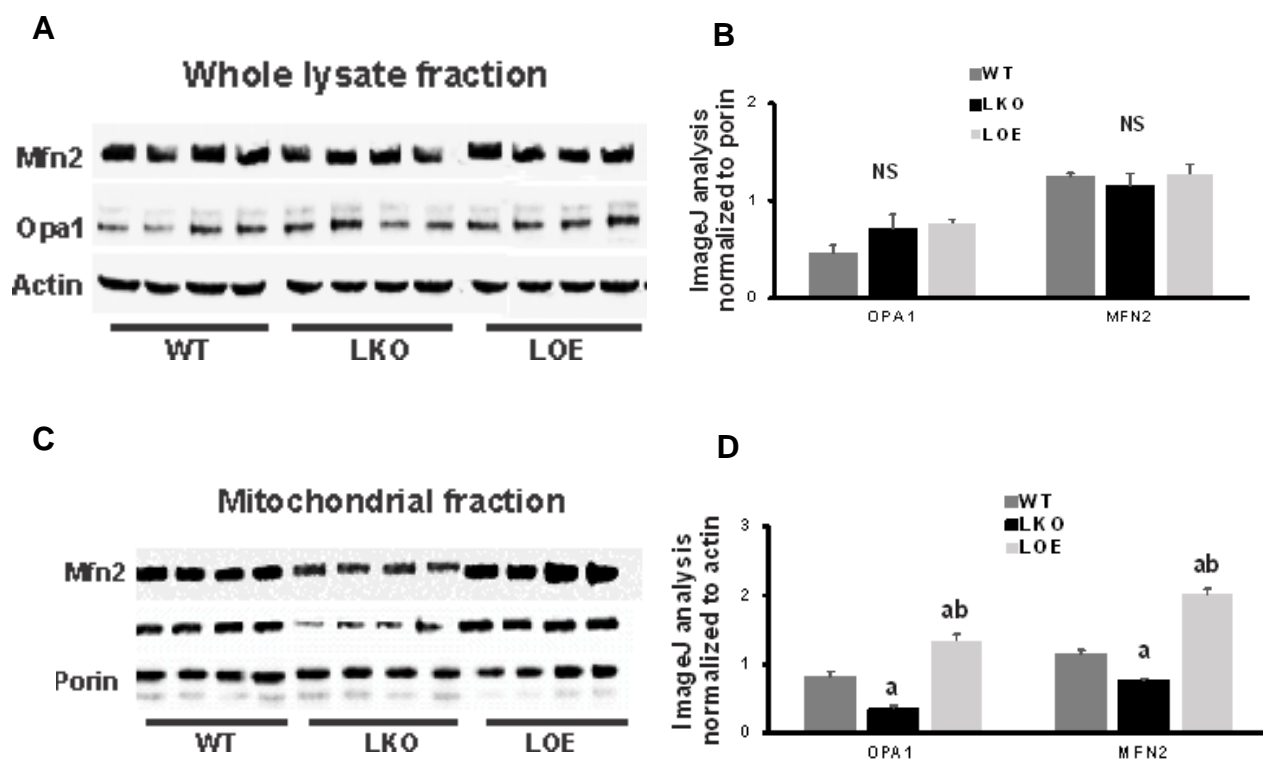 A
Whole lysate fraction
Mfn2
Opa1
Actin
WT LKO LOE
B
WT
LKO
LOE
ImageJ analysis
normalized to porin
2
1
0
NS
NS
OPA1 MFN2
C
Mitochondrial fraction
Mfn2
Porin
WT LKO LOE
D
WT
LKO
LOE
ImageJ analysis is
normalized to actin
3
2
1
0
a
ab
a
ab
OPA1 MFN2